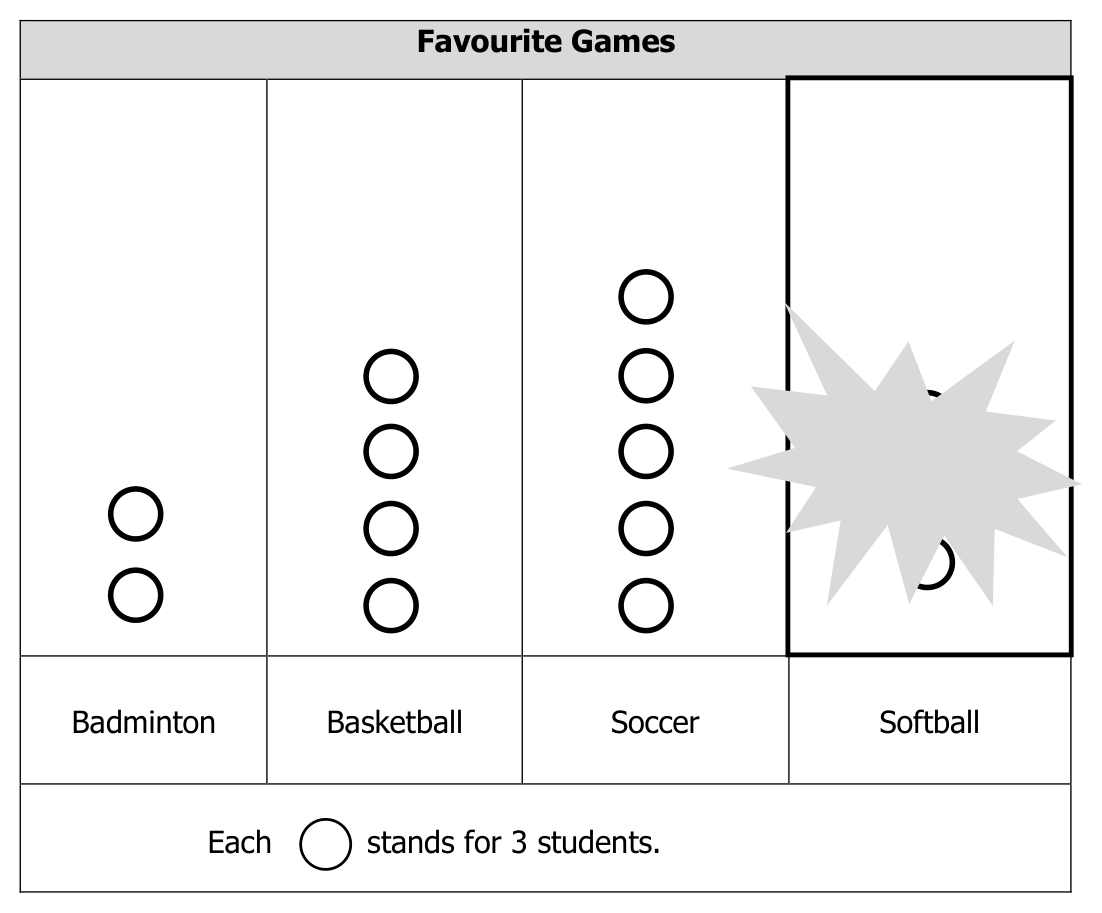 Favourite Games
Badminton Basketball Soccer Softball
Each stands for 3 students.